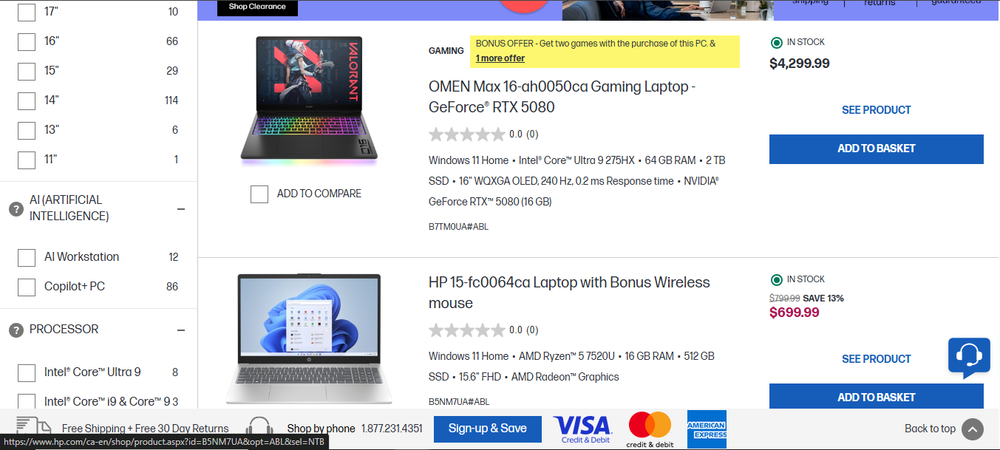 Shop Clearance
shipping
returns
guaranteed
17" 10
16" 66
15" 29
14" 114
13" 6
11" 1
? AI (ARTIFICIAL
INTELLIGENCE)
AI Workstation 12
Copilot+ PC 86
? PROCESSOR
Intel® Core™ Ultra 9 8
Intel® Core™ i9 & Core™ 9 3
VALORANT
ADD TO COMPARE
GAMING
BONUS OFFER - Get two games with the purchase of this PC. &
1 more offer
OMEN Max 16-ah0050ca Gaming Laptop -
GeForce® RTX 5080
0.0 (0)
Windows 11 Home • Intel® Core™ Ultra 9 275HX • 64 GB RAM • 2 TB
SSD • 16" WQXGA OLED, 240 Hz, 0.2 ms Response time • NVIDIA®
GeForce RTX™ 5080 (16 GB)
B7TM0UA#ABL
IN STOCK
$4,299.99
SEE PRODUCT
ADD TO BASKET
HP 15-fc0064ca Laptop with Bonus Wireless
mouse
0.0 (0)
Windows 11 Home • AMD Ryzen™ 5 7520U • 16 GB RAM • 512 GB
SSD • 15.6" FHD • AMD Radeon™ Graphics
B5NM7UA#ABL
IN STOCK
$799.99 SAVE 13%
$699.99
SEE PRODUCT
ADD TO BASKET
Free Shipping + Free 30 Day Returns
Shop by phone 1.877.231.4351
Sign-up & Save
VISA
Credit & Debit
credit & debit
AMERICAN
EXPRESS
Back to top
https://www.hp.com/ca-en/shop/product.aspx?id=B5NM7UA&opt=ABL&sel=NTB